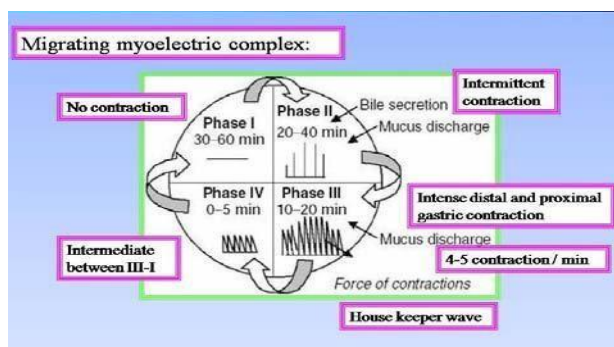 Migrating myoelectric complex:
No contraction
Intermittent
contraction
Phase I
30–60 min
Phase II
20–40 min
Bile secretion
Mucus discharge
Phase IV
0–5 min
Phase III
10–20 min
Mucus discharge
Force of contractions
Intense distal and proximal
gastric contraction
4-5 contraction / min
Intermediate
between III-I
House keeper wave